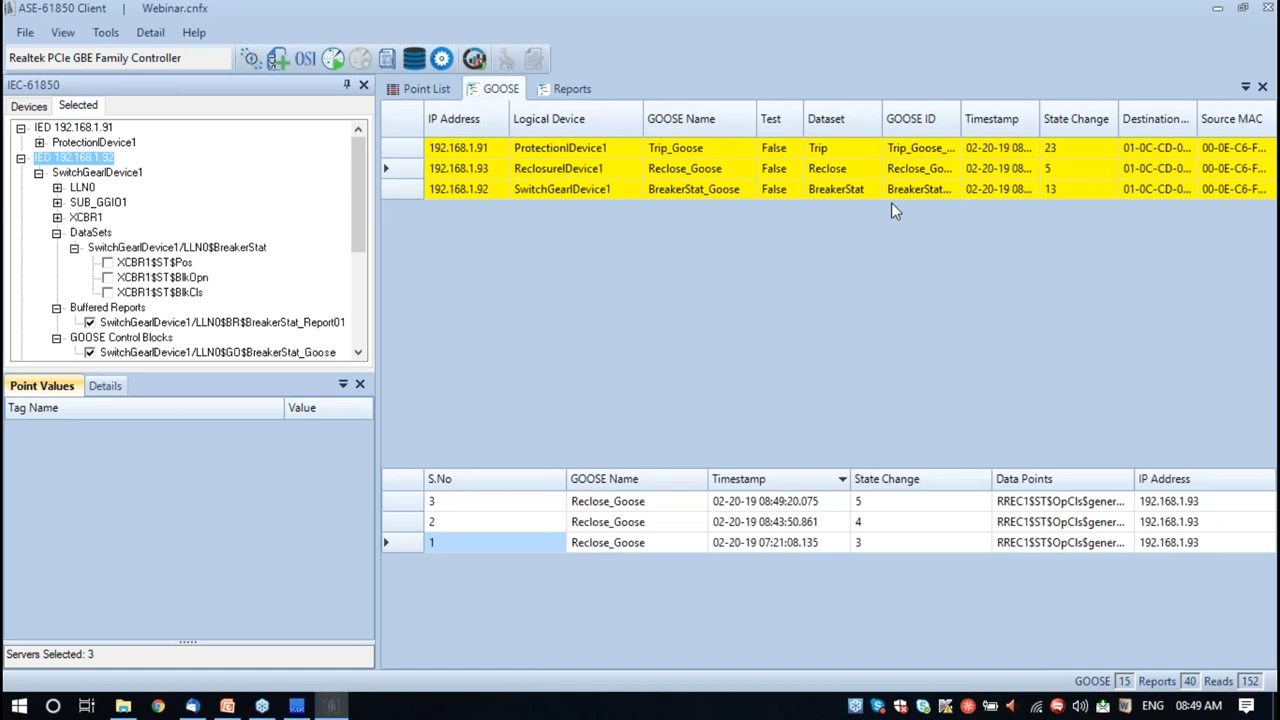 ASE-61850 Client | Webinar.cnfx
File View Tools Detail Help
Realtek PCIe GBE Family Controller OSI
IEC-61850
Devices Selected
IED 192.168.1.91
ProtectionIDevice1
IED 192.168.1.92
SwitchGearIDevice1
LLN0
SUB_GGIO1
XCBR1
DataSets
SwitchGearIDevice1/LLN0$BreakerStat
XCBR1$ST$Pos
XCBR1$ST$BlkOpn
XCBR1$ST$BlkCls
Buffered Reports
SwitchGearIDevice1/LLN0$BR$BreakerStat_Report01
GOOSE Control Blocks
SwitchGearIDevice1/LLN0$GO$BreakerStat_Goose
Point Values Details
Tag Name Value
Servers Selected: 3
Point List GOOSE Reports
IP Address Logical Device GOOSE Name Test Dataset GOOSE ID Timestamp State Change Destination... Source MAC
192.168.1.91 ProtectionIDevice1 Trip_Goose False Trip Trip_Goose_... 02-20-19 08... 23 01-0C-CD-0... 00-0E-C6-F...
192.168.1.93 ReclosureIDevice1 Reclose_Goose False Reclose Reclose_Go... 02-20-19 08... 5 01-0C-CD-0... 00-0E-C6-F...
192.168.1.92 SwitchGearIDevice1 BreakerStat_Goose False BreakerStat BreakerStat... 02-20-19 08... 13 01-0C-CD-0... 00-0E-C6-F...
S.No GOOSE Name Timestamp State Change Data Points IP Address
3 Reclose_Goose 02-20-19 08:49:20.075 5 RREC1$ST$OpCls$gener... 192.168.1.93
2 Reclose_Goose 02-20-19 08:43:50.861 4 RREC1$ST$OpCls$gener... 192.168.1.93
1 Reclose_Goose 02-20-19 07:21:08.135 3 RREC1$ST$OpCls$gener... 192.168.1.93
GOOSE 15 Reports 40 Reads 152
ENG 08:49 AM